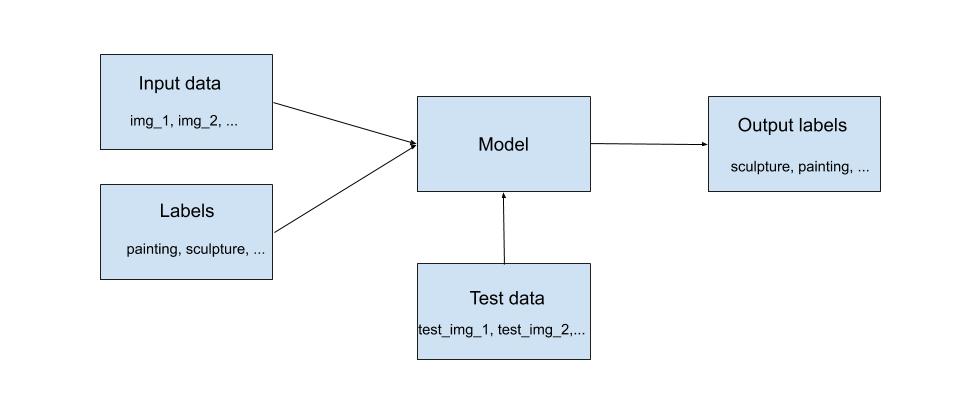 Input data
img_1, img_2, ...
Labels
painting, sculpture, ...
Model
Test data
test_img_1, test_img_2,...
Output labels
sculpture, painting, ...